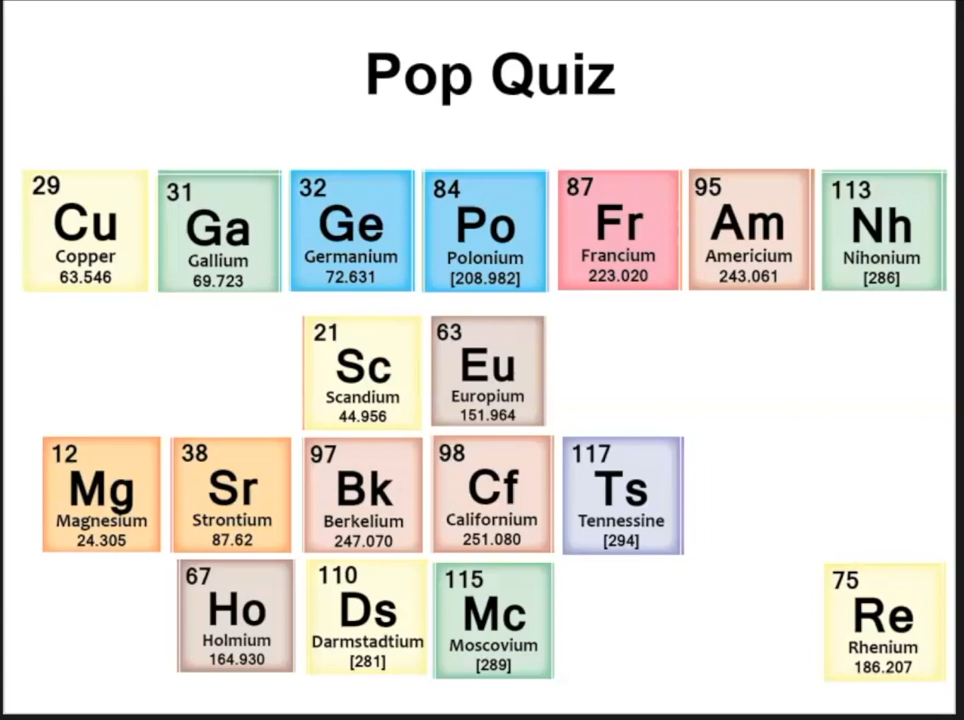 Pop Quiz
29 31 32 84 87 95 113
Cu Ga Ge Po Fr Am Nh
Copper Gallium Germanium Polonium Francium Americium Nihonium
63.546 69.723 72.631 [208.982] 223.020 243.061 [286]
21 63
Sc Eu
Scandium Europium
44.956 151.964
12 38 97 98 117
Mg Sr Bk Cf Ts
Magnesium Strontium Berkelium Californium Tennessine
24.305 87.62 247.070 251.080 [294]
67 110 115 75
Ho Ds Mc Re
Holmium Darmstadtium Moscovium Rhenium
164.930 [281] [289] 186.207